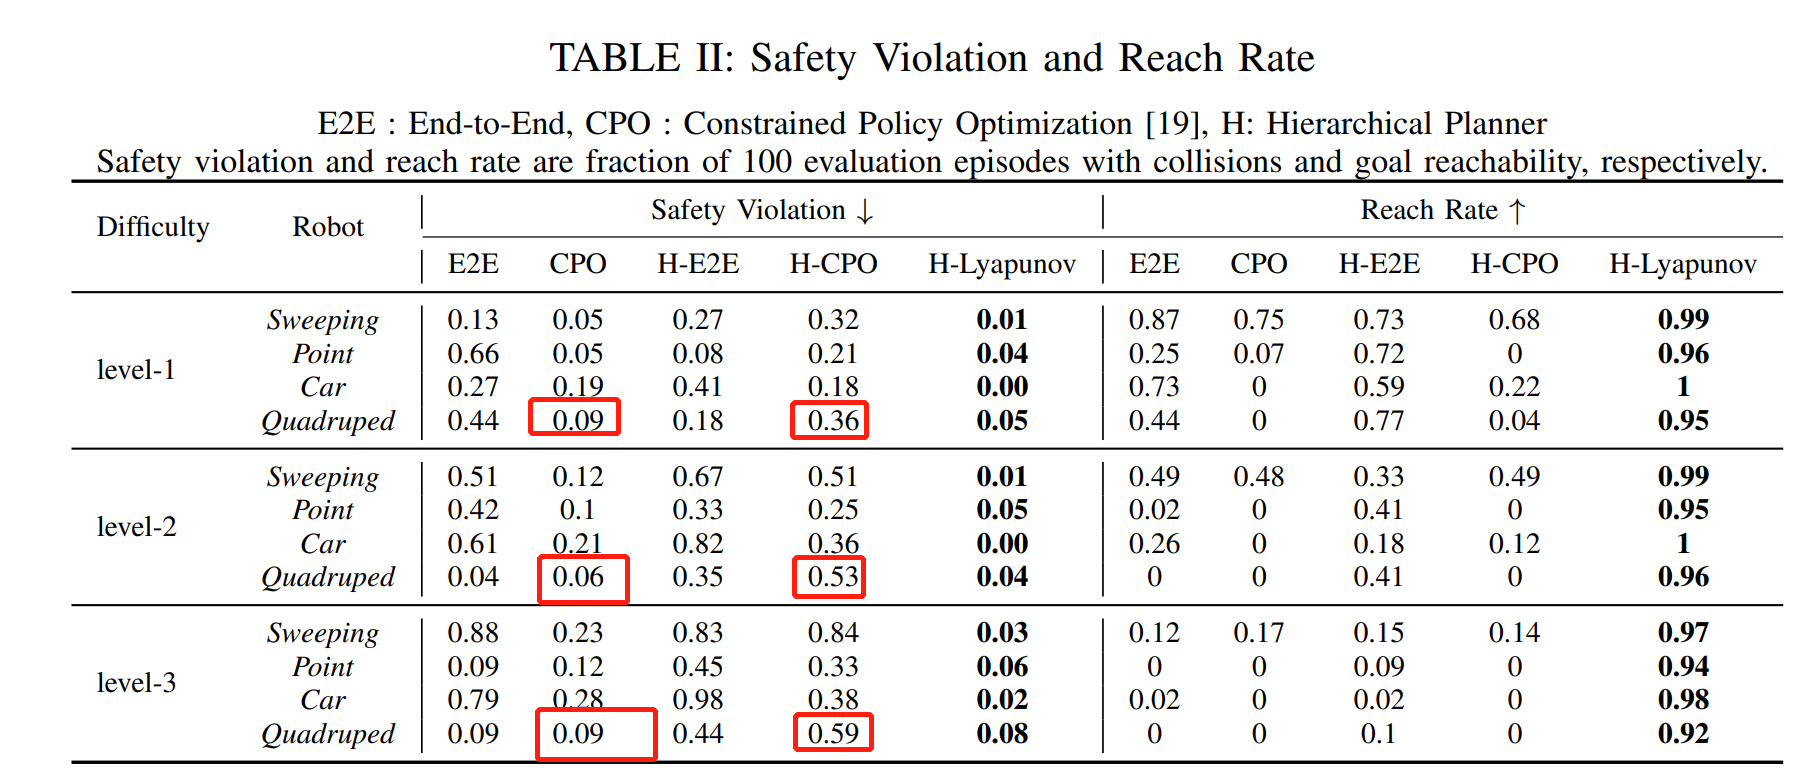 TABLE II: Safety Violation and Reach Rate
E2E : End-to-End, CPO : Constrained Policy Optimization [19], H: Hierarchical Planner
Safety violation and reach rate are fraction of 100 evaluation episodes with collisions and goal reachability, respectively.
Difficulty Robot Safety Violation ↓ Reach Rate ↑
E2E CPO H-E2E H-CPO H-Lyapunov E2E CPO H-E2E H-CPO H-Lyapunov
level-1
Sweeping 0.13 0.05 0.27 0.32 0.01 0.87 0.75 0.73 0.68 0.99
Point 0.66 0.05 0.08 0.21 0.04 0.25 0.07 0.72 0 0.96
Car 0.27 0.19 0.41 0.18 0.00 0.73 0 0.59 0.22 1
Quadruped 0.44 0.09 0.18 0.36 0.05 0.44 0 0.77 0.04 0.95
level-2
Sweeping 0.51 0.12 0.67 0.51 0.01 0.49 0.48 0.33 0.49 0.99
Point 0.42 0.1 0.33 0.25 0.05 0.02 0 0.41 0 0.95
Car 0.61 0.21 0.82 0.36 0.00 0.26 0 0.18 0.12 1
Quadruped 0.04 0.06 0.35 0.53 0.04 0 0 0.41 0 0.96
level-3
Sweeping 0.88 0.23 0.83 0.84 0.03 0.12 0.17 0.15 0.14 0.97
Point 0.09 0.12 0.45 0.33 0.06 0 0 0.09 0 0.94
Car 0.79 0.28 0.98 0.38 0.02 0.02 0 0.02 0 0.98
Quadruped 0.09 0.09 0.44 0.59 0.08 0 0 0.1 0 0.92